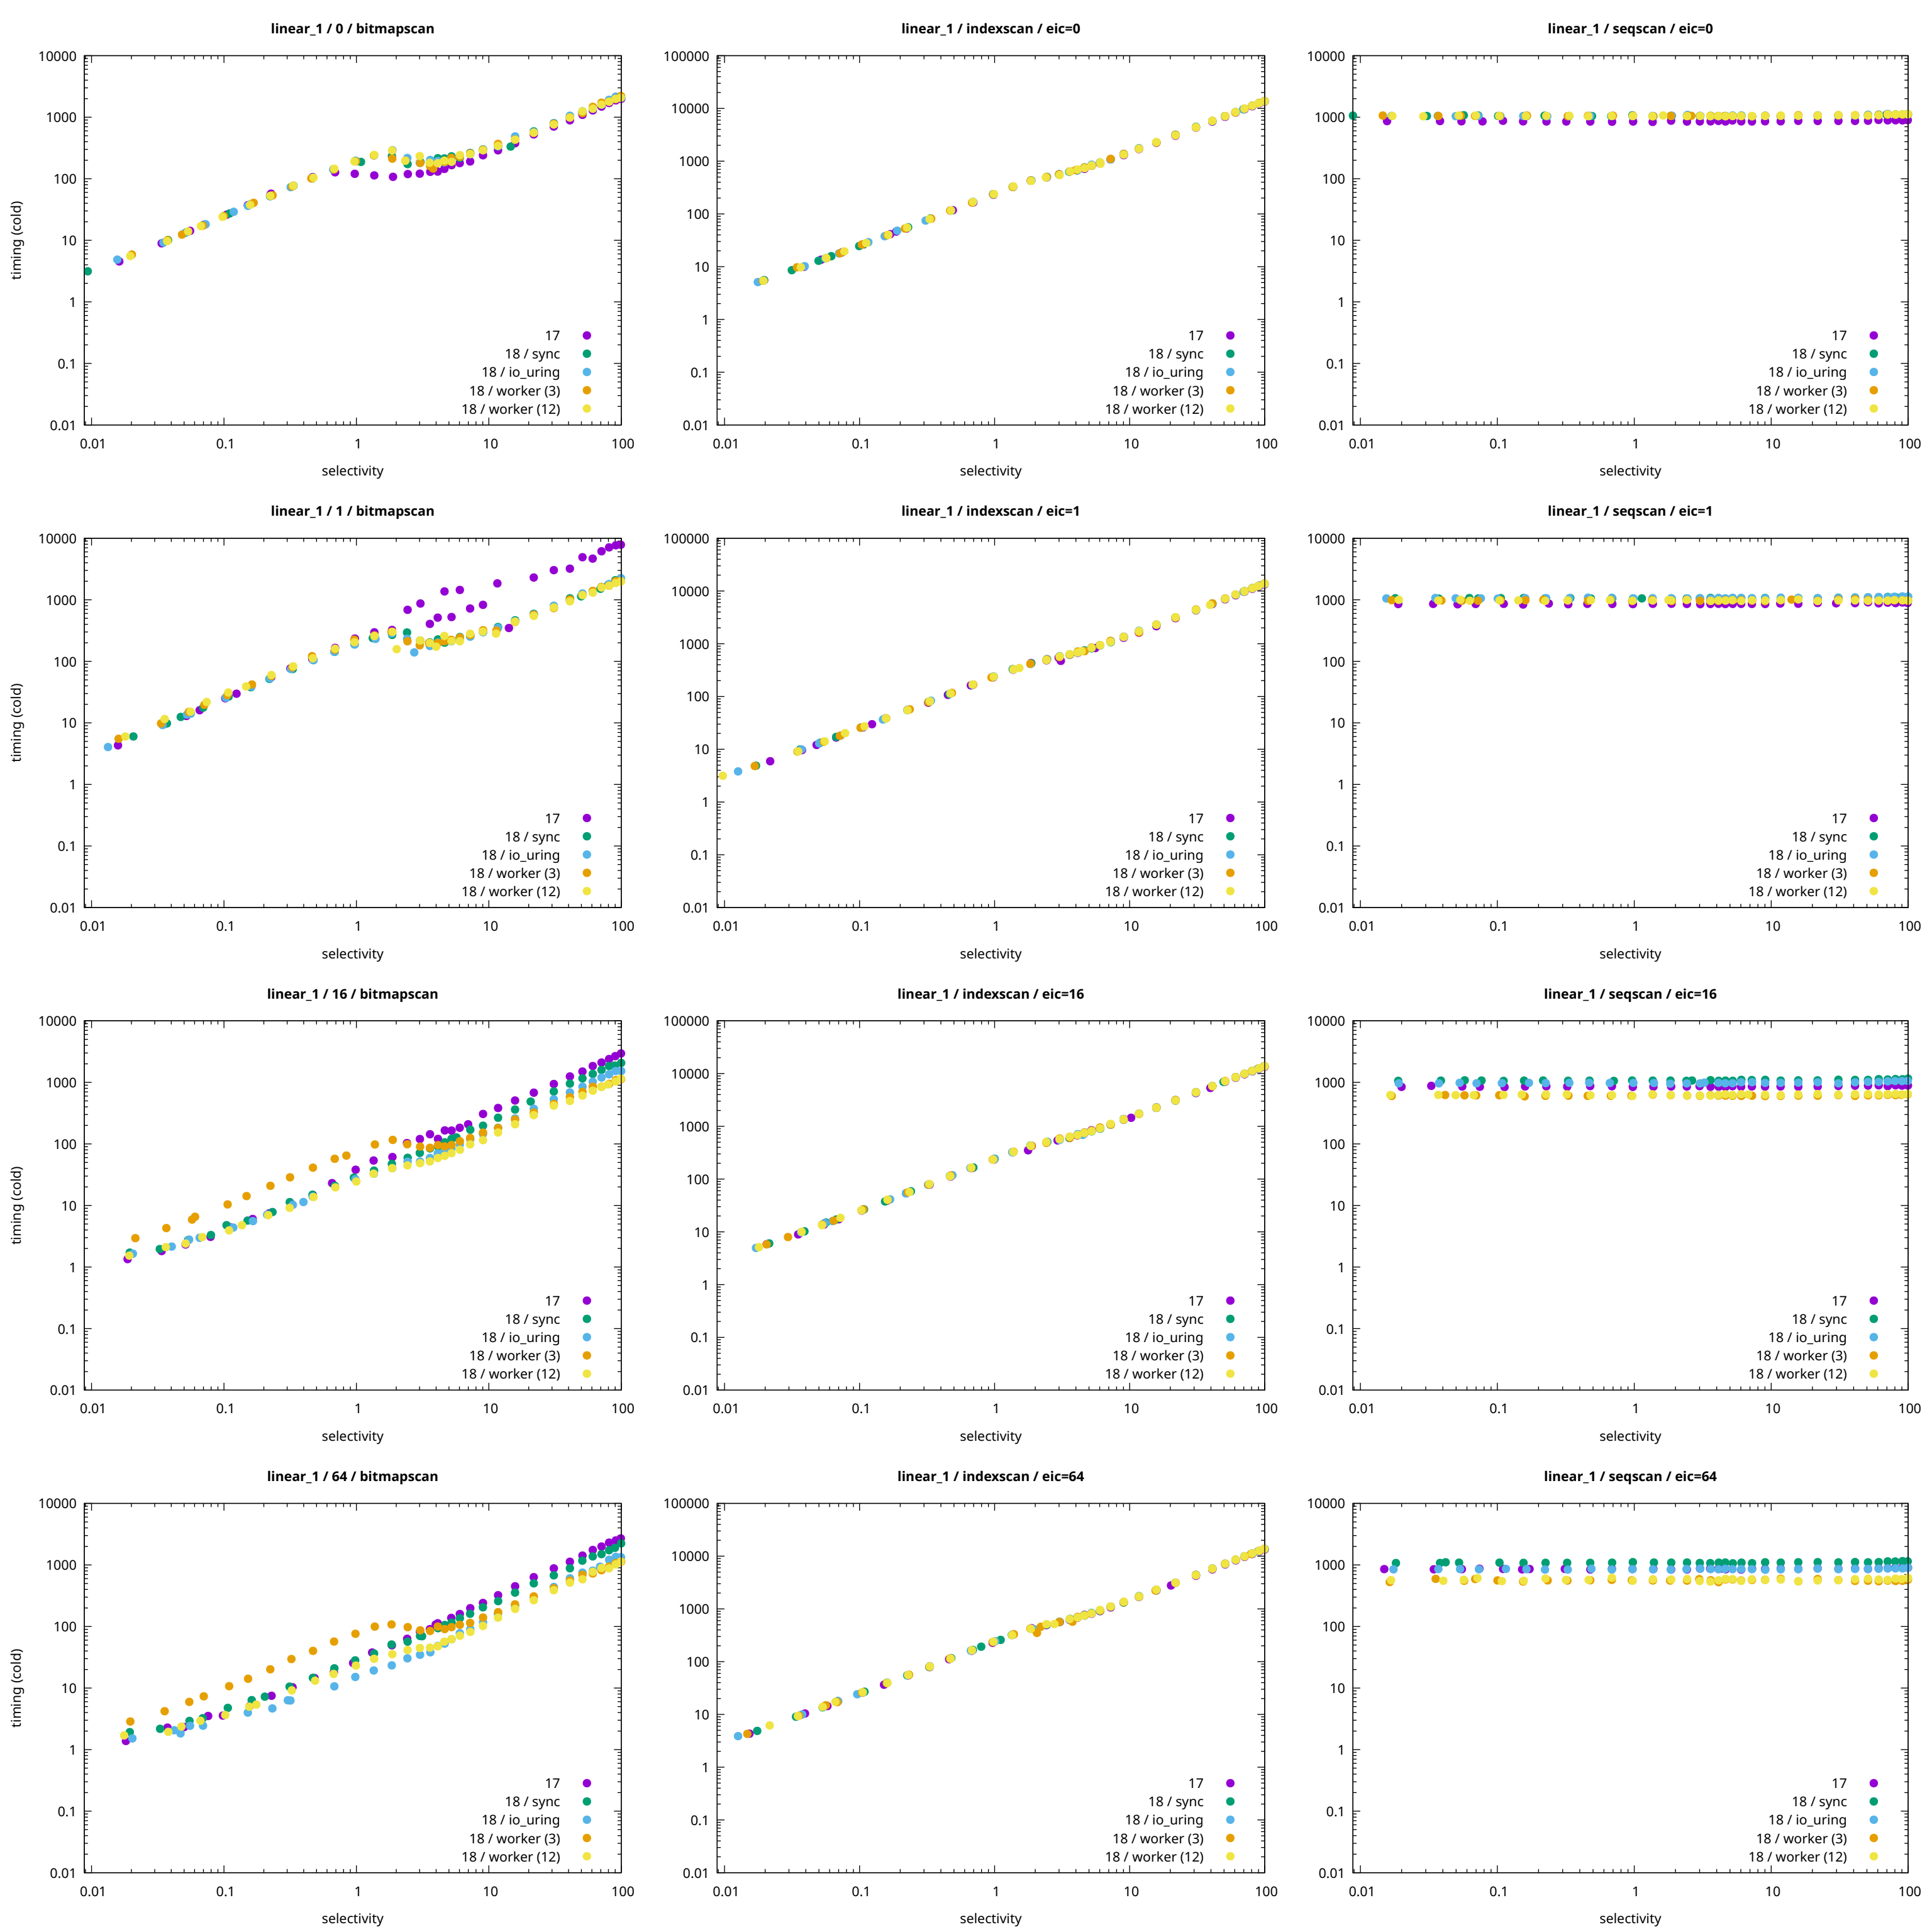 linear_1 / 0 / bitmapscan
timing (cold)
10000
1000
100
10
1
0.1
0.01
17
18 / sync
18 / io_uring
18 / worker (3)
18 / worker (12)
0.01 0.1 1 10 100
selectivity
linear_1 / indexscan / eic=0
100000
10000
1000
100
10
1
0.1
0.01
17
18 / sync
18 / io_uring
18 / worker (3)
18 / worker (12)
0.01 0.1 1 10 100
selectivity
linear_1 / seqscan / eic=0
10000
1000
100
10
1
0.1
0.01
17
18 / sync
18 / io_uring
18 / worker (3)
18 / worker (12)
0.01 0.1 1 10 100
selectivity
linear_1 / 1 / bitmapscan
timing (cold)
10000
1000
100
10
1
0.1
0.01
17
18 / sync
18 / io_uring
18 / worker (3)
18 / worker (12)
0.01 0.1 1 10 100
selectivity
linear_1 / indexscan / eic=1
100000
10000
1000
100
10
1
0.1
0.01
17
18 / sync
18 / io_uring
18 / worker (3)
18 / worker (12)
0.01 0.1 1 10 100
selectivity
linear_1 / seqscan / eic=1
10000
1000
100
10
1
0.1
0.01
17
18 / sync
18 / io_uring
18 / worker (3)
18 / worker (12)
0.01 0.1 1 10 100
selectivity
linear_1 / 16 / bitmapscan
timing (cold)
10000
1000
100
10
1
0.1
0.01
17
18 / sync
18 / io_uring
18 / worker (3)
18 / worker (12)
0.01 0.1 1 10 100
selectivity
linear_1 / indexscan / eic=16
100000
10000
1000
100
10
1
0.1
0.01
17
18 / sync
18 / io_uring
18 / worker (3)
18 / worker (12)
0.01 0.1 1 10 100
selectivity
linear_1 / seqscan / eic=16
10000
1000
100
10
1
0.1
0.01
17
18 / sync
18 / io_uring
18 / worker (3)
18 / worker (12)
0.01 0.1 1 10 100
selectivity
linear_1 / 64 / bitmapscan
timing (cold)
10000
1000
100
10
1
0.1
0.01
17
18 / sync
18 / io_uring
18 / worker (3)
18 / worker (12)
0.01 0.1 1 10 100
selectivity
linear_1 / indexscan / eic=64
100000
10000
1000
100
10
1
0.1
0.01
17
18 / sync
18 / io_uring
18 / worker (3)
18 / worker (12)
0.01 0.1 1 10 100
selectivity
linear_1 / seqscan / eic=64
10000
1000
100
10
1
0.1
0.01
17
18 / sync
18 / io_uring
18 / worker (3)
18 / worker (12)
0.01 0.1 1 10 100
selectivity